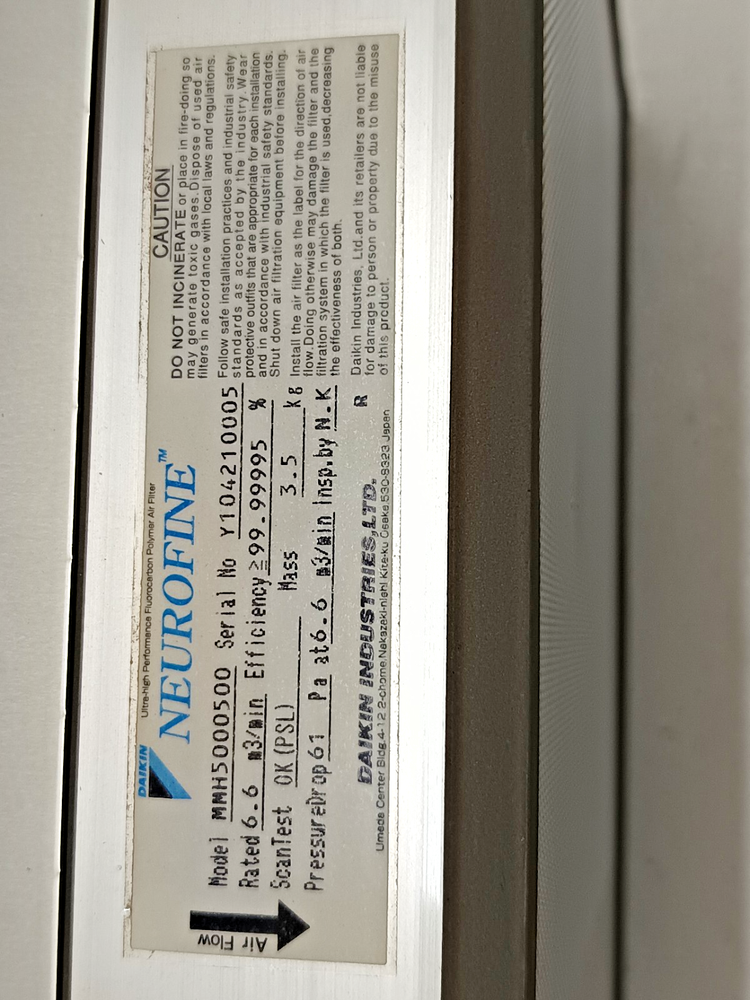 DAIKIN
Ultra-high Performance Fluorocarbon Polymer Air Filter
NEUROFINE™
Air Flow
Model MMH5000500 Serial No Y104210005
Rated 6.6 m3/min Efficiency ≧99.99995 %
ScanTest OK(PSL) Mass 3.5 kg
PressureDrop 61 Pa at 6.6 m3/min Insp.by N.K
R
DAIKIN INDUSTRIES,LTD.
Umeda Center Bldg.4-12 2-chome,Nakazaki-nishi Kita-ku Osaka,530-8323 Japan
CAUTION
DO NOT INCINERATE or place in fire-doing so
may generate toxic gases.Dispose of used air
filters in accordance with local laws and regulations.
Follow safe installation practices and industrial safety
standards as accepted by the industry.Wear
protective outfits that are appropriate for each installation
and in accordance with industrial safety standards.
Shut down air filtration equipment before installing.
Install the air filter as the label for the direction of air
flow.Doing otherwise may damage the filter and the
filtration system in which the filter is used,decreasing
the effectiveness of both.
Daikin Industries, Ltd.and its retailers are not liable
for damage to person or property due to the misuse
of this product.